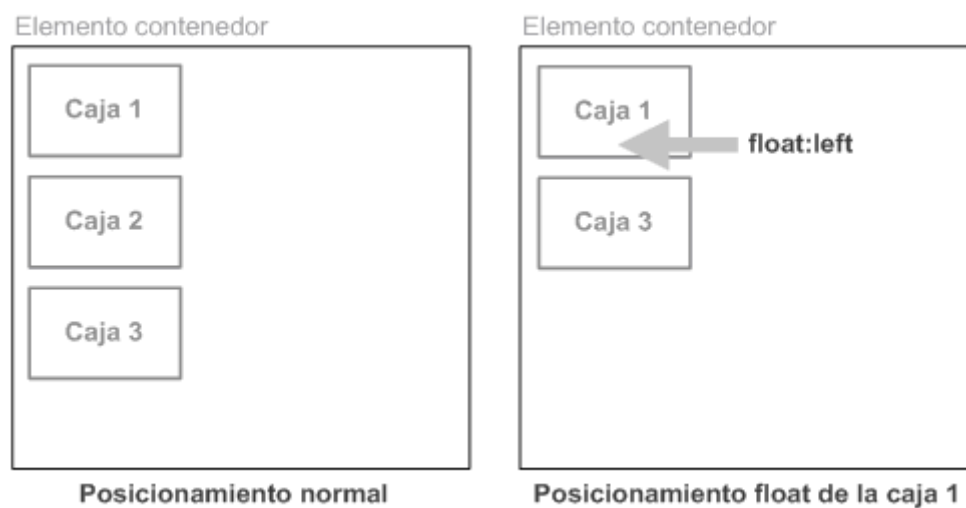 Elemento contenedor
Caja 1
Caja 2
Caja 3
Posicionamiento normal
Elemento contenedor
Caja 1
float:left
Caja 3
Posicionamiento float de la caja 1